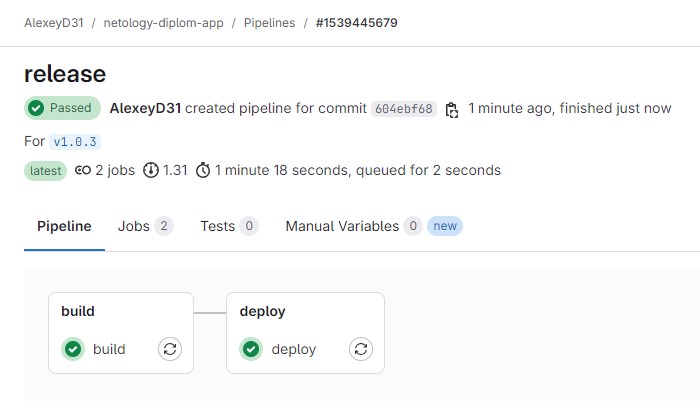 AlexeyD31 / netology-diplom-app / Pipelines / #1539445679
release
Passed AlexeyD31 created pipeline for commit 604ebf68 1 minute ago, finished just now
For v1.0.3
latest 2 jobs 1.31 1 minute 18 seconds, queued for 2 seconds
Pipeline Jobs 2 Tests 0 Manual Variables 0 new
build deploy
build deploy